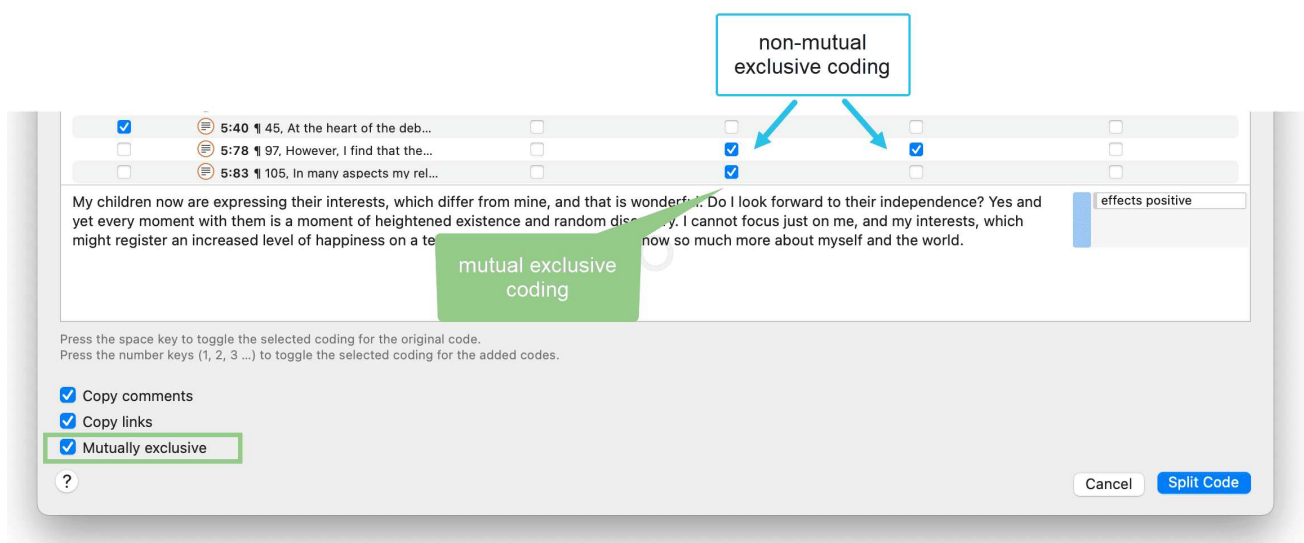 non-mutual
exclusive coding
5:40 ¶ 45, At the heart of the deb...
5:78 ¶ 97, However, I find that the...
5:83 ¶ 105, In many aspects my rel...
My children now are expressing their interests, which differ from mine, and that is wonderful. Do I look forward to their independence? Yes and
effects positive
yet every moment with them is a moment of heightened existence and random discovery. I cannot focus just on me, and my interests, which
might register an increased level of happiness on a te now so much more about myself and the world.
mutual exclusive
coding
Press the space key to toggle the selected coding for the original code.
Press the number keys (1, 2, 3 ...) to toggle the selected coding for the added codes.
Copy comments
Copy links
Mutually exclusive
?
Cancel
Split Code